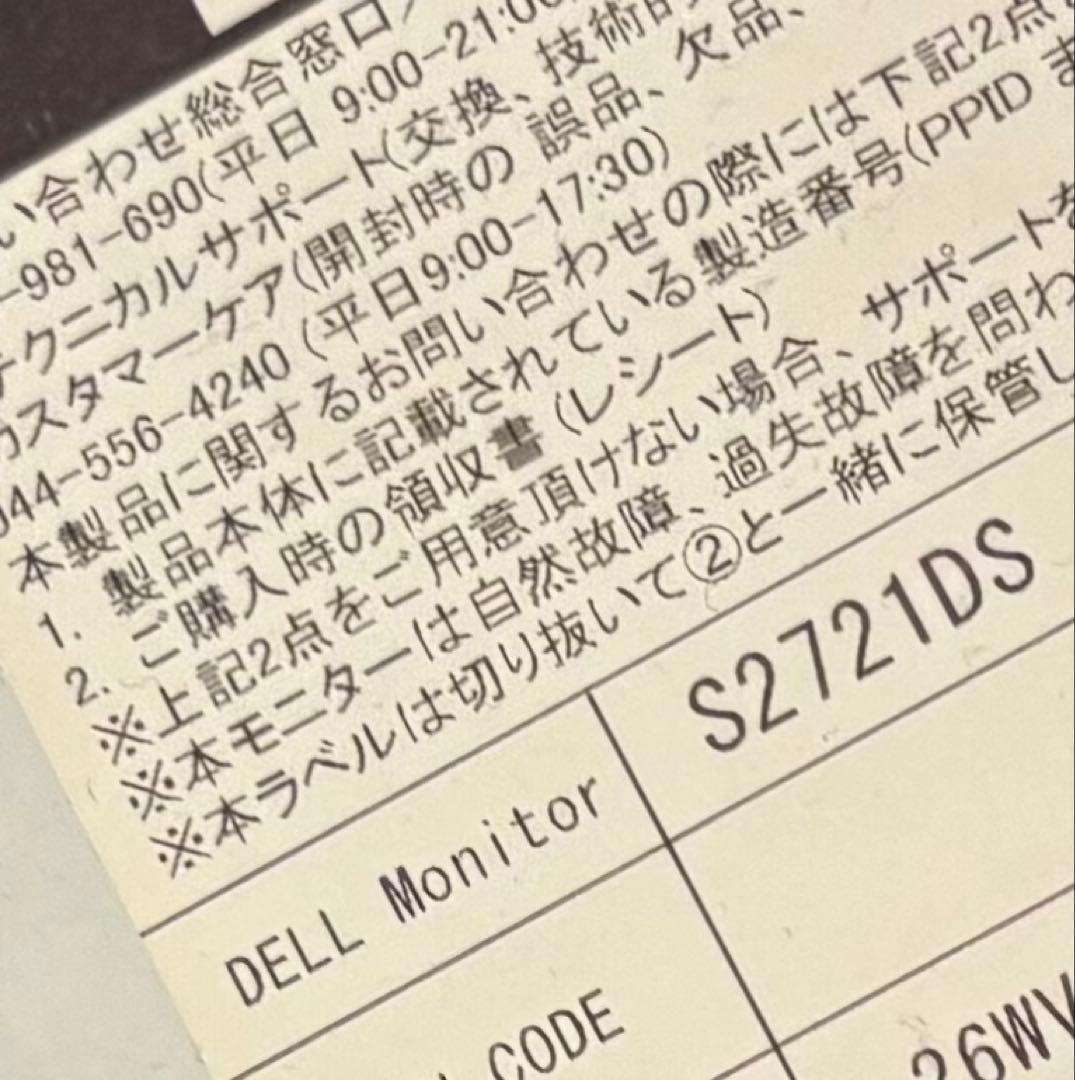 い合わせ総合窓口/
-981-690(平日 9:00-21:00
テクニカルサポート(交換、技術的
カスタマーケア(開封時の 誤品、欠品、
044-556-4240 (平日9:00-17:30)
本製品に関するお問い合わせの際には下記2点
1. 製品本体に記載されている製造番号(PPID ま
2. ご購入時の領収書 (レシート)
※上記2点をご用意頂けない場合、サポートを
※本モニターは自然故障、過失故障を問わ
※本ラベルは切り抜いて②と一緒に保管し
DELL Monitor S2721DS
CODE 26WV